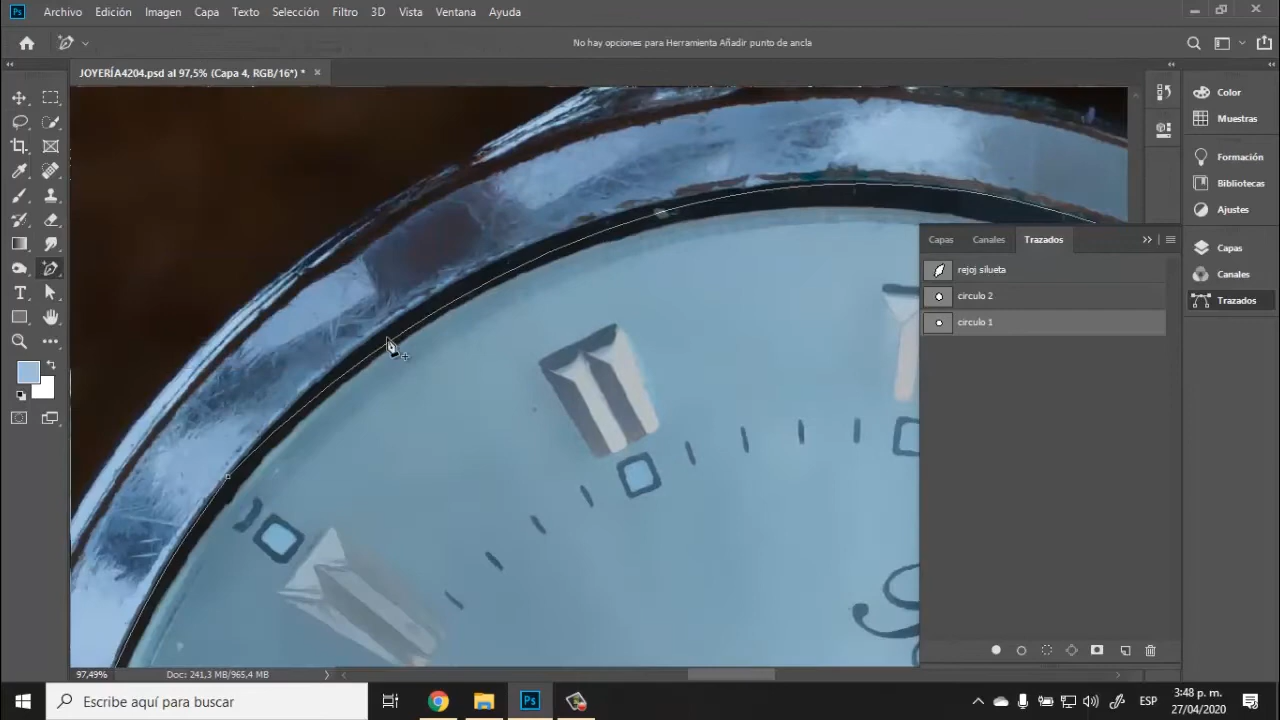 Ps Archivo Edición Imagen Capa Texto Selección Filtro 3D Vista Ventana Ayuda
No hay opciones para Herramienta Añadir punto de ancla
JOYERÍA4204.psd al 97,5% (Capa 4, RGB/16*) *
Color
Muestras
Formación
Bibliotecas
Ajustes
Capas
Canales
Trazados
Capas Canales Trazados
rejoj silueta
circulo 2
circulo 1
97,49% Doc: 241,3 MB/965,4 MB
Escribe aquí para buscar
Ps
ESP
3:48 p. m.
27/04/2020